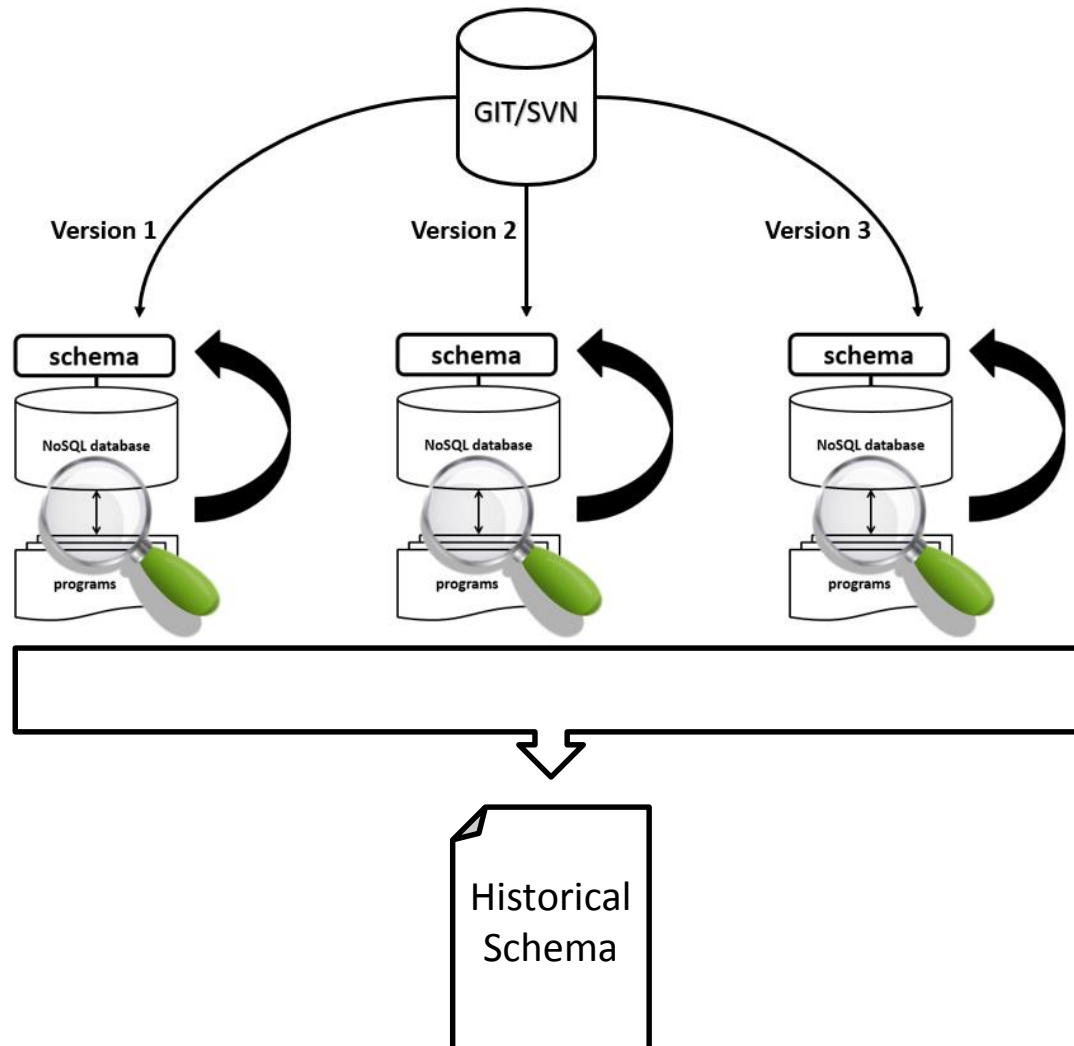 GIT/SVN
Version 1
Version 2
Version 3
schema
schema
schema
NoSQL database
NoSQL database
NoSQL database
programs
programs
programs
Historical
Schema